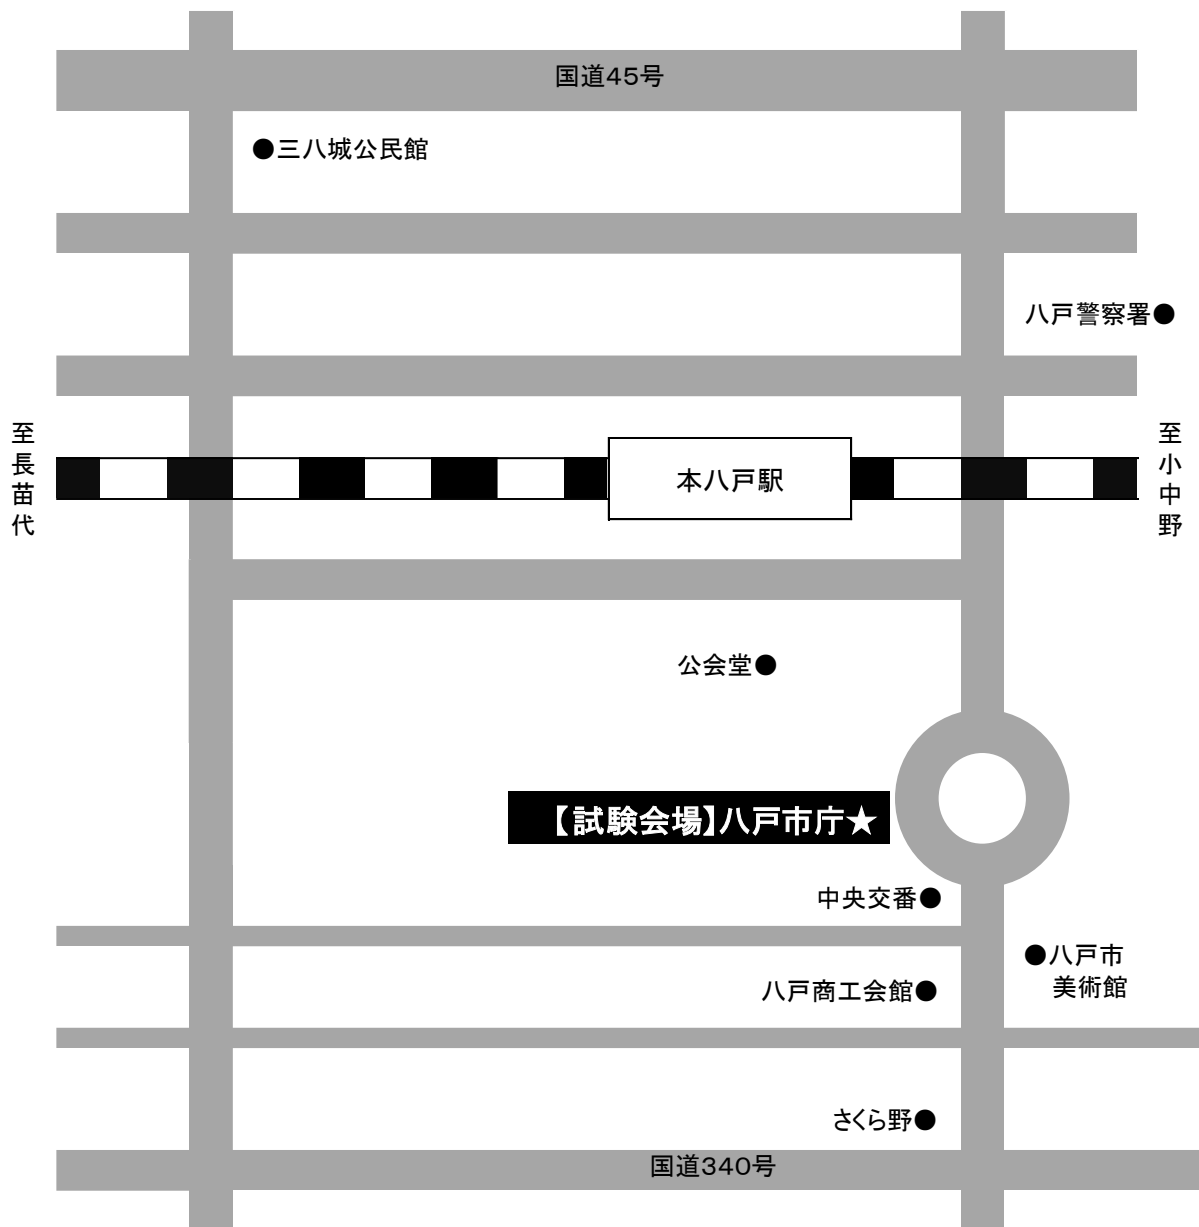 国道45号
●三八城公民館
八戸警察署●
至長苗代
本八戸駅
至小中野
公会堂●
【試験会場】八戸市庁★
中央交番●
●八戸市
美術館
八戸商工会館●
さくら野●
国道340号